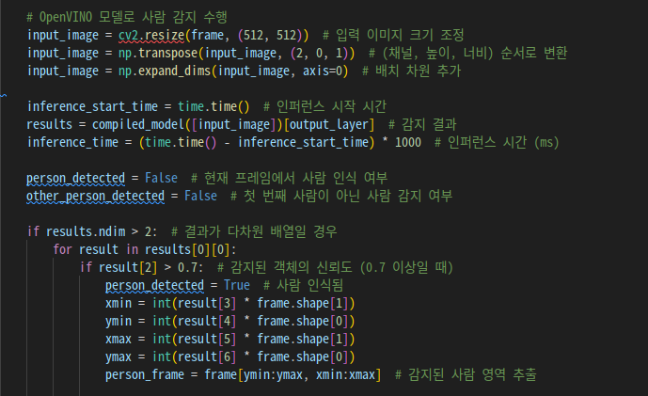 # OpenVINO 모델로 사람 감지 수행
input_image = cv2.resize(frame, (512, 512))  # 입력 이미지 크기 조정
input_image = np.transpose(input_image, (2, 0, 1))  # (채널, 높이, 너비) 순서로 변환
input_image = np.expand_dims(input_image, axis=0)  # 배치 차원 추가
inference_start_time = time.time()  # 인퍼런스 시작 시간
results = compiled_model([input_image])[output_layer]  # 감지 결과
inference_time = (time.time() - inference_start_time) * 1000  # 인퍼런스 시간 (ms)
person_detected = False  # 현재 프레임에서 사람 인식 여부
other_person_detected = False  # 첫 번째 사람이 아닌 사람 감지 여부
if results.ndim > 2:  # 결과가 다차원 배열일 경우
for result in results[0][0]:
if result[2] > 0.7:  # 감지된 객체의 신뢰도 (0.7 이상일 때)
person_detected = True  # 사람 인식됨
xmin = int(result[3] * frame.shape[1])
ymin = int(result[4] * frame.shape[0])
xmax = int(result[5] * frame.shape[1])
ymax = int(result[6] * frame.shape[0])
person_frame = frame[ymin:ymax, xmin:xmax]  # 감지된 사람 영역 추출